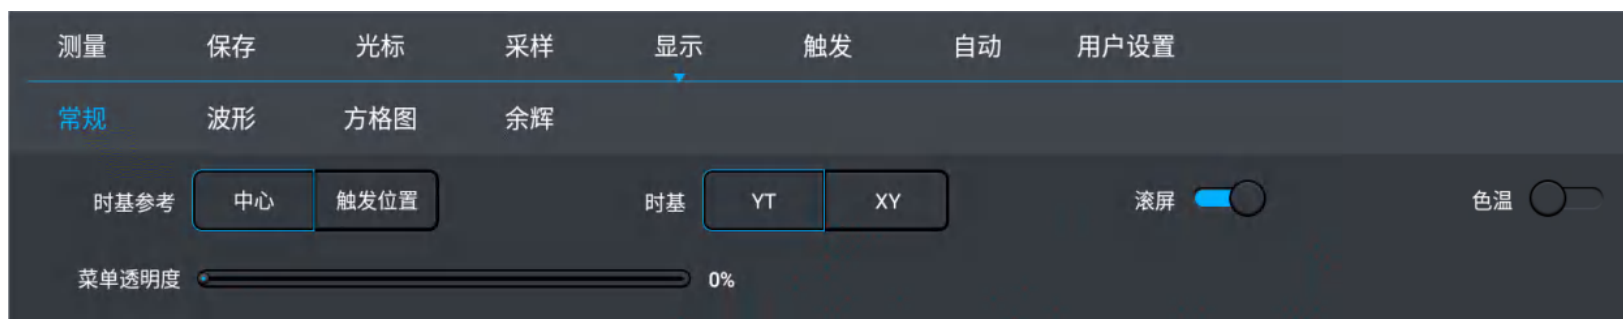 测量 保存 光标 采样 显示 触发 自动 用户设置
常规 波形 方格图 余辉
时基参考 中心 触发位置 时基 YT XY 滚屏 色温
菜单透明度 0%